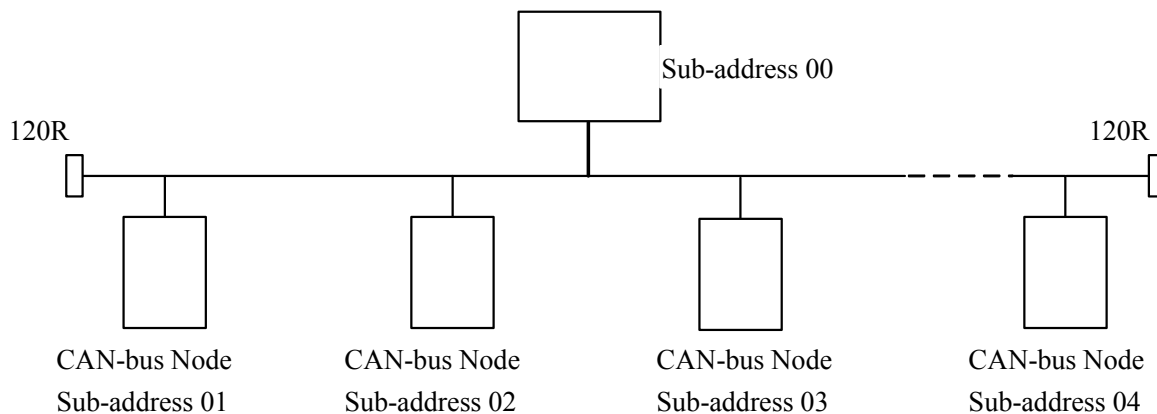 Sub-address 00
120R
120R
CAN-bus Node
Sub-address 01
CAN-bus Node
Sub-address 02
CAN-bus Node
Sub-address 03
CAN-bus Node
Sub-address 04